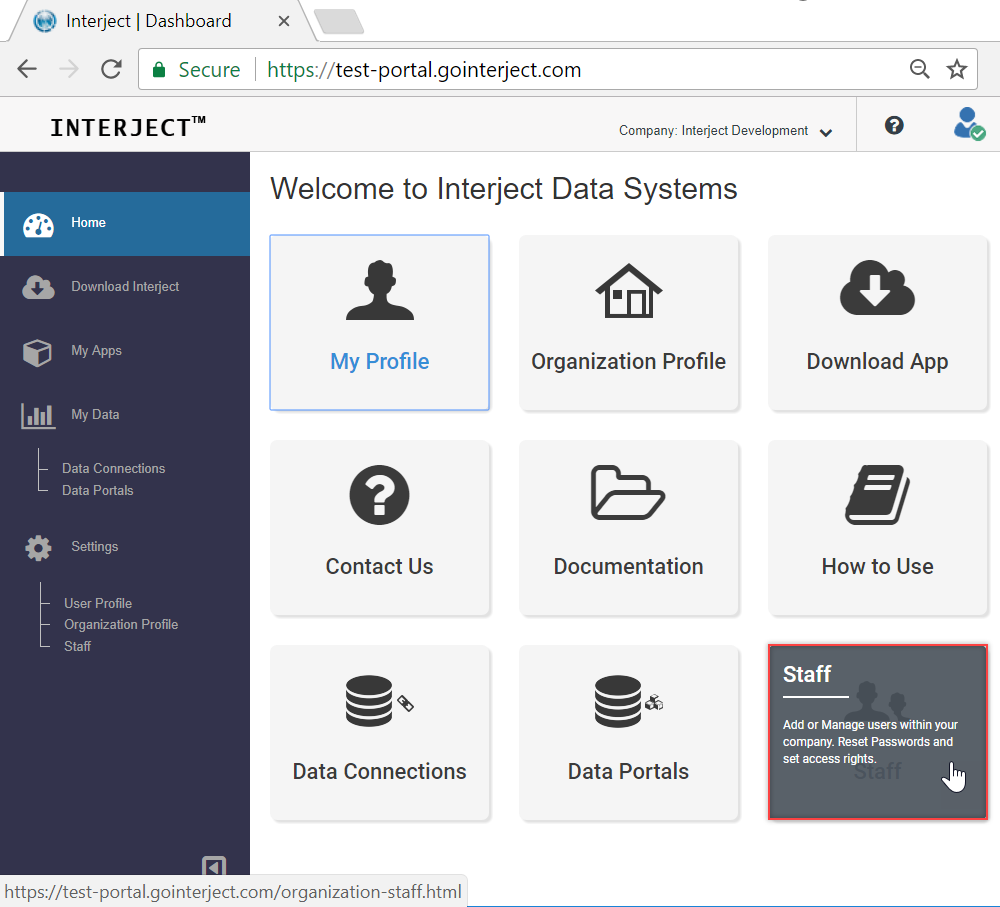 Interject | Dashboard
Secure
https://test-portal.gointerject.com
INTERJECT™
Company: Interject Development
Welcome to Interject Data Systems
Home
Download Interject
My Apps
My Data
Data Connections
Data Portals
Settings
User Profile
Organization Profile
Staff
My Profile
Organization Profile
Download App
Contact Us
Documentation
How to Use
Data Connections
Data Portals
Staff
Add or Manage users within your
company. Reset Passwords and
set access rights.
Staff
https://test-portal.gointerject.com/organization-staff.html